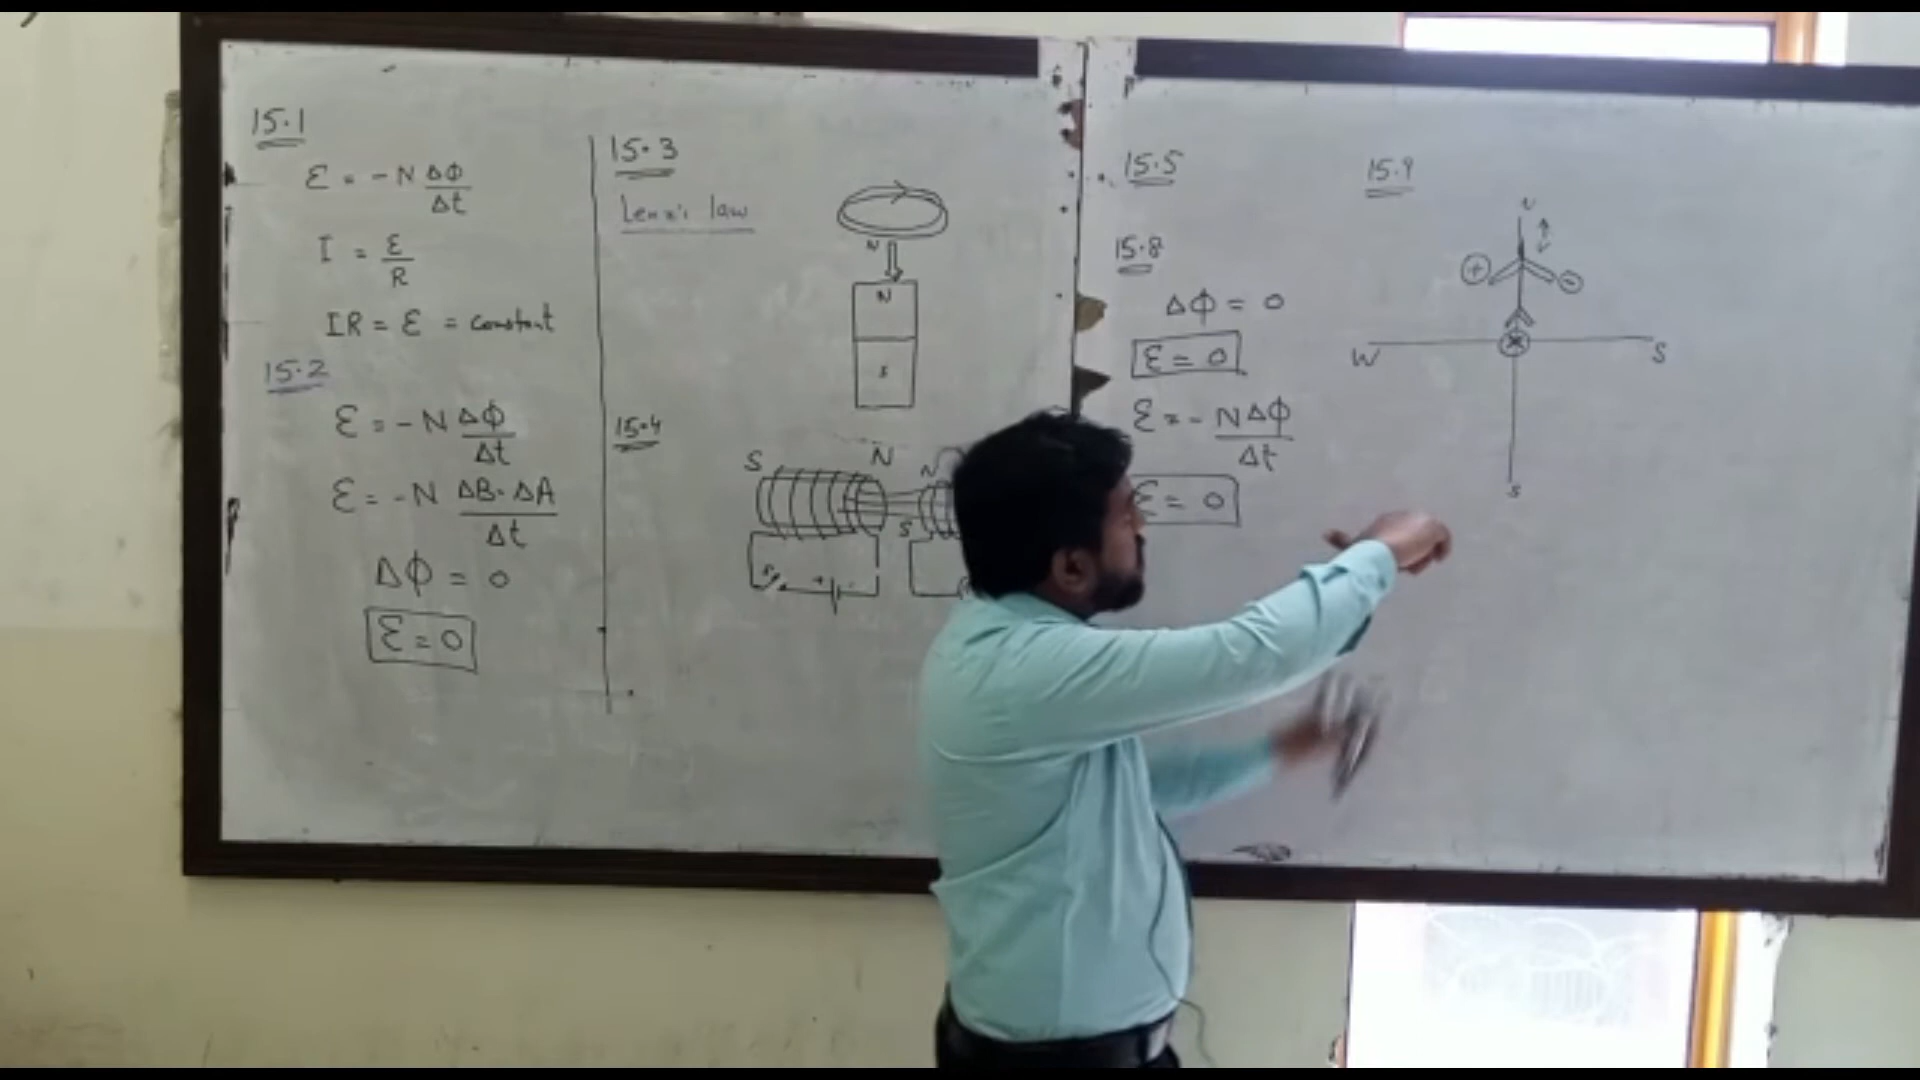 15.1
ε = - N ΔΦ/Δt
I = ε/R
IR = ε = constant
15.2
ε = - N ΔΦ/Δt
ε = - N ΔB·ΔA/Δt
ΔΦ = 0
ε = 0
15.3
Lenz's law
N
N
S
15.4
S N N
S
+ -
15.5
15.8
ΔΦ = 0
ε = 0
ε = - NΔΦ/Δt
ε = 0
15.9
+ -
W S
S